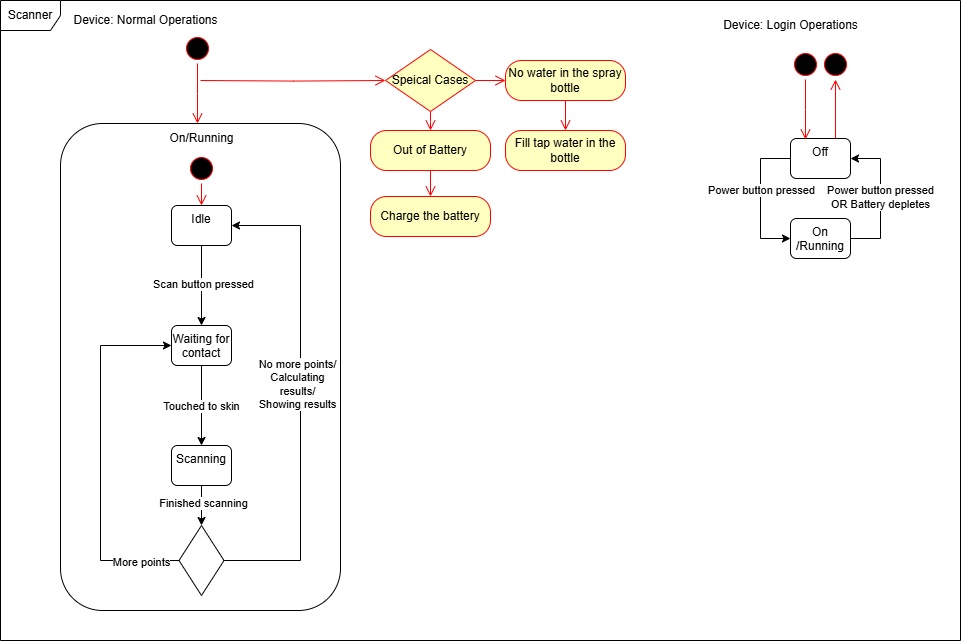 Scanner
Device: Normal Operations
Device: Login Operations
Speical Cases
No water in the spray
bottle
Out of Battery
Fill tap water in the
bottle
Charge the battery
On/Running
Idle
Scan button pressed
Waiting for
contact
No more points/
Calculating
results/
Showing results
Touched to skin
Scanning
Finished scanning
More points
Off
Power button pressed
Power button pressed
OR Battery depletes
On
/Running